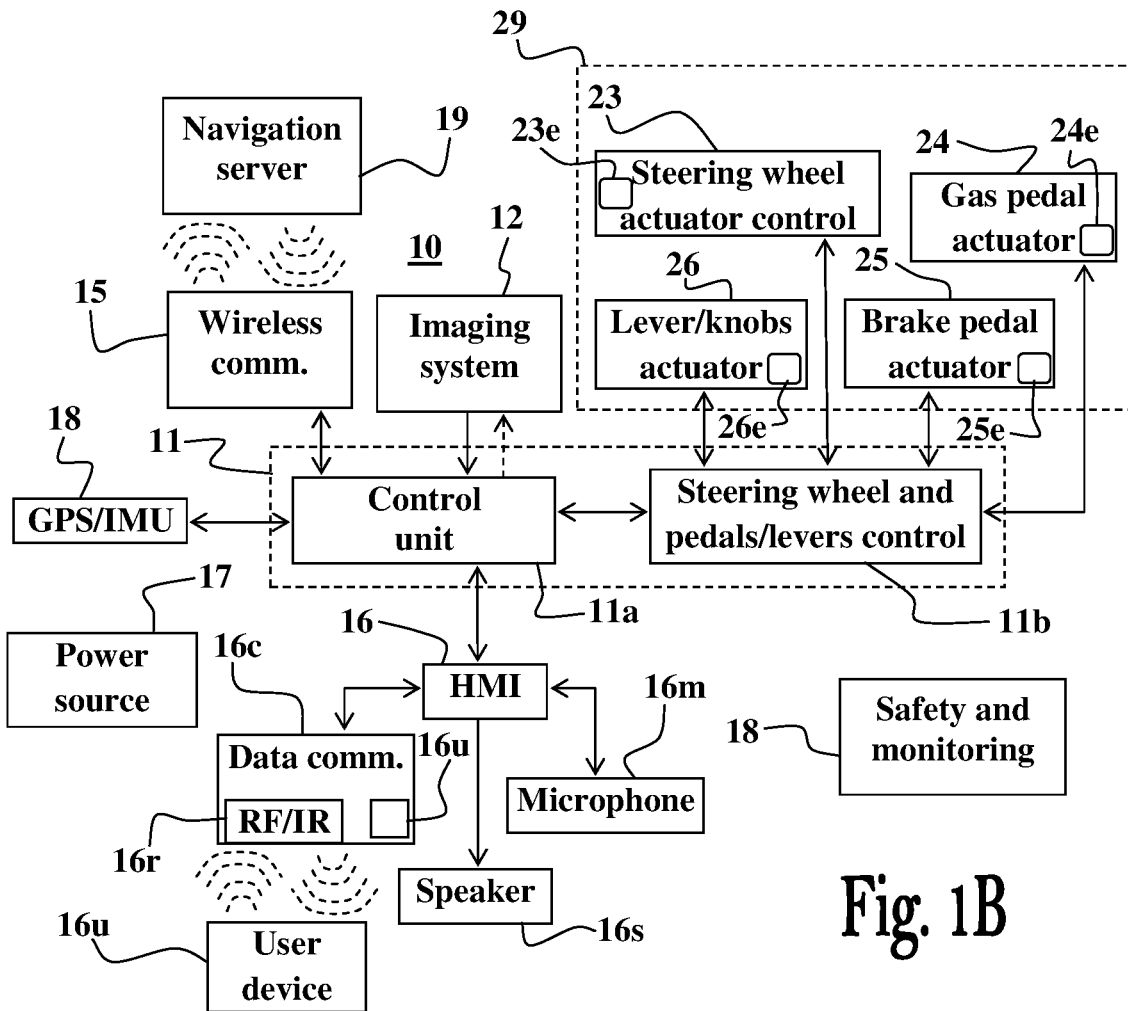 29
Navigation
server
19
23
23e
Steering wheel
actuator control
24
24e
Gas pedal
actuator
10
12
15
Wireless
comm.
Imaging
system
26
Lever/knobs
actuator
25
Brake pedal
actuator
26e
25e
18
11
GPS/IMU
Control
unit
Steering wheel and
pedals/levers control
17
11a
11b
Power
source
16
16c
HMI
16m
Data comm.
16u
RF/IR
16r
Microphone
18
Safety and
monitoring
Speaker
16s
16u
User
device
Fig. 1B